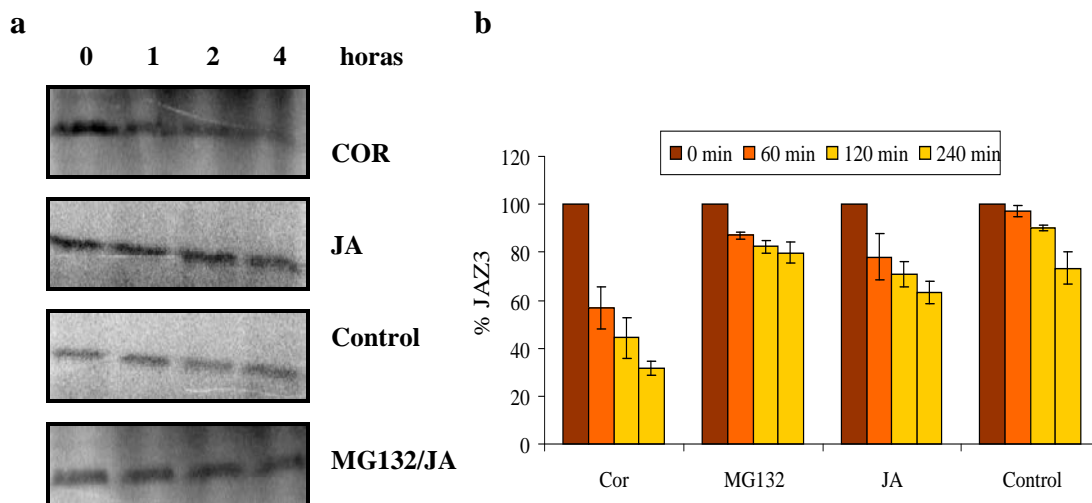 a
0 1 2 4 horas
COR
JA
Control
MG132/JA
b
0 min 60 min 120 min 240 min
120
100
80
60
40
20
0
% JAZ3
Cor MG132 JA Control